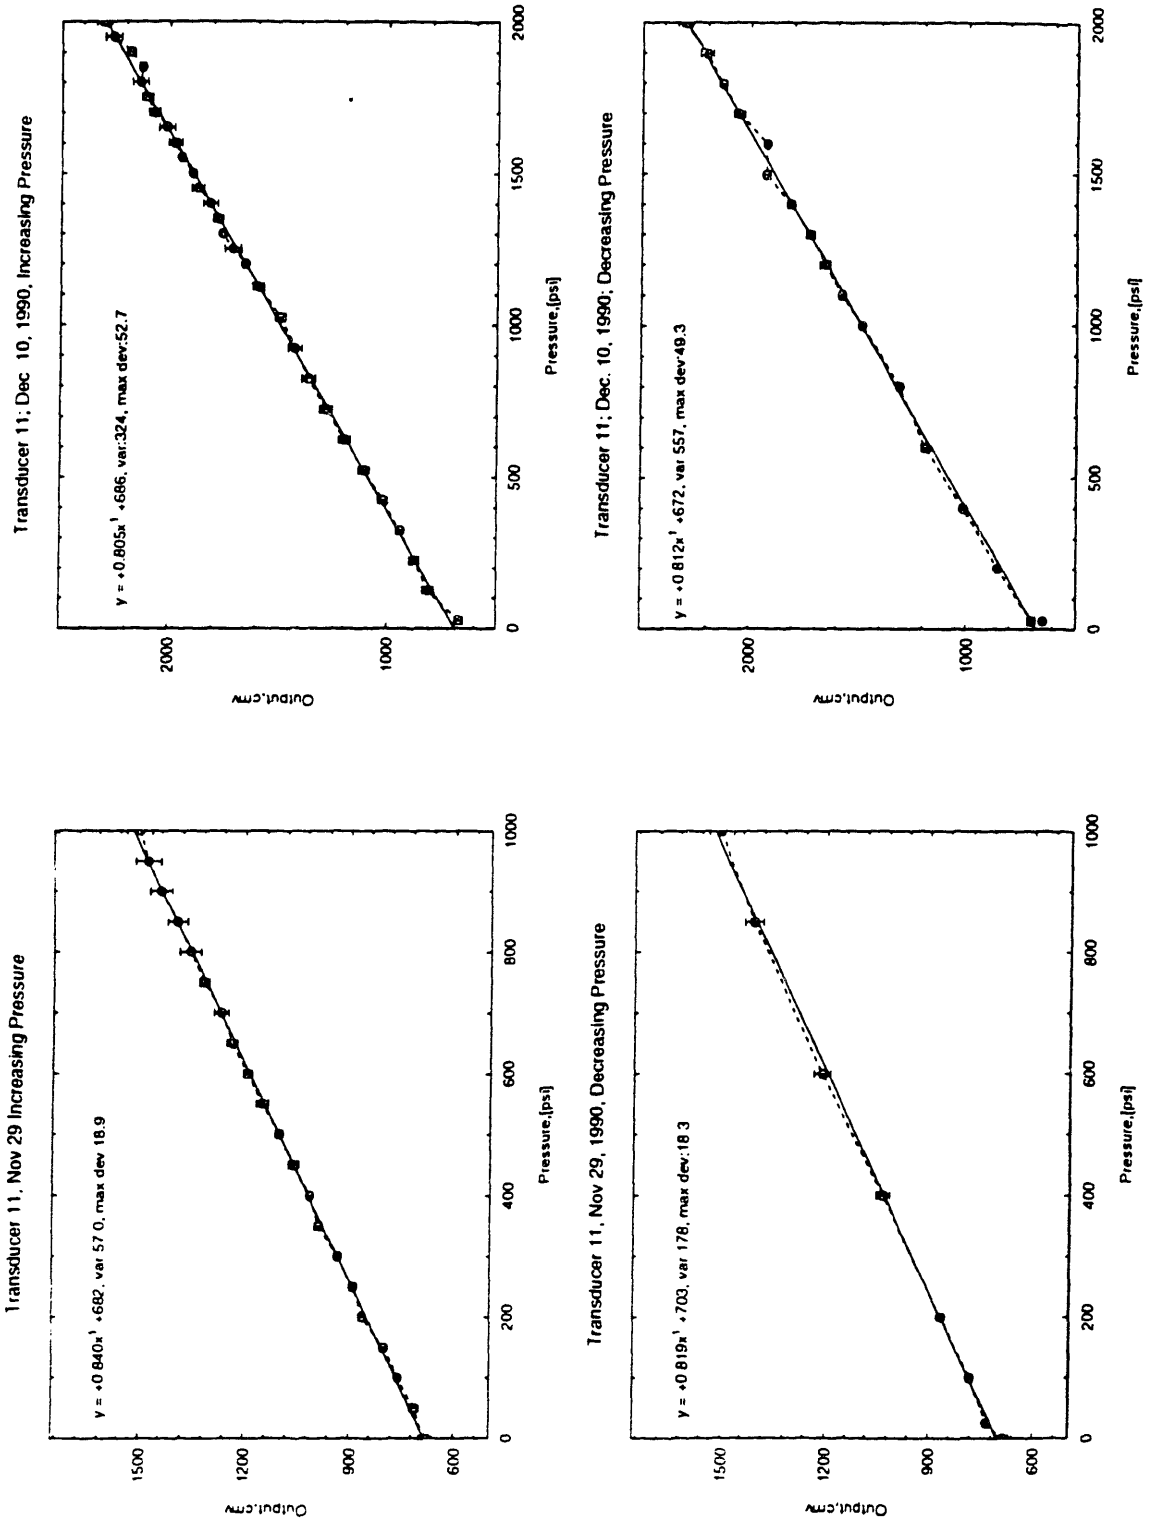 Transducer 11, Nov 29 Increasing Pressure
y = +0 840x¹ +682, var 57 0, max dev 18.9
1500
1200
900
600
Output,cmv
0
200
400
600
800
1000
Pressure,[psi]
Transducer 11; Dec 10, 1990, Increasing Pressure
y = +0.805x¹ +686, var:324, max dev:52.7
2000
1000
Output,cmv
0
500
1000
1500
2000
Pressure,[psi]
Transducer 11, Nov 29, 1990, Decreasing Pressure
y = +0 819x¹ +703, var 178, max dev:18 3
1500
1200
900
600
Output,cmv
0
200
400
600
800
1000
Pressure,[psi]
Transducer 11; Dec. 10, 1990; Decreasing Pressure
y = +0 812x¹ +672, var 557, max dev·49.3
2000
1000
Output,cmv
0
500
1000
1500
2000
Pressure,[psi]